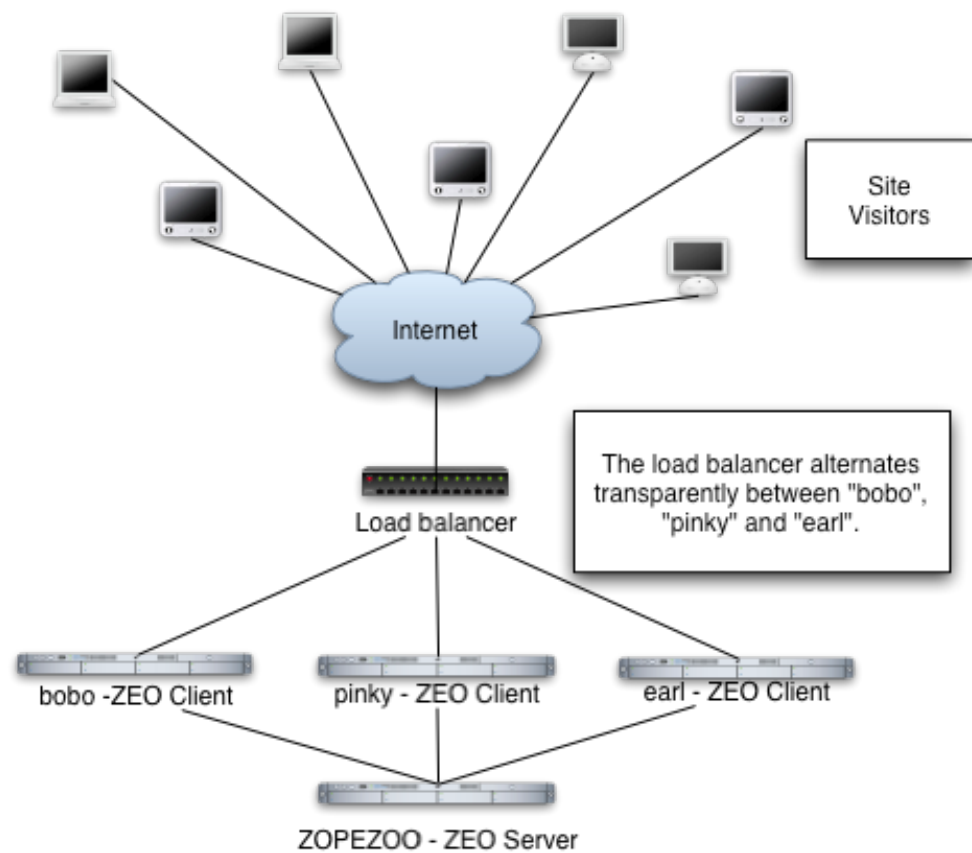 Site
Visitors
Internet
The load balancer alternates
transparently between "bobo",
"pinky" and "earl".
Load balancer
bobo -ZEO Client
pinky - ZEO Client
earl - ZEO Client
ZOPEZOO - ZEO Server